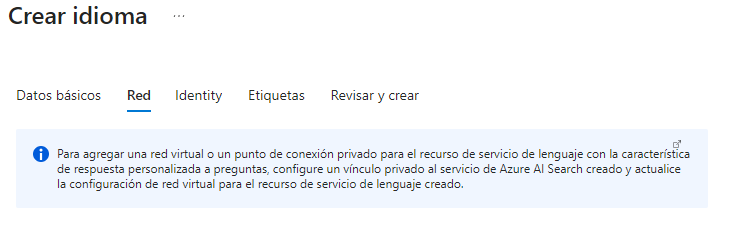 Crear idioma ...
Datos básicos Red Identity Etiquetas Revisar y crear
Para agregar una red virtual o un punto de conexión privado para el recurso de servicio de lenguaje con la característica
de respuesta personalizada a preguntas, configure un vínculo privado al servicio de Azure AI Search creado y actualice
la configuración de red virtual para el recurso de servicio de lenguaje creado.